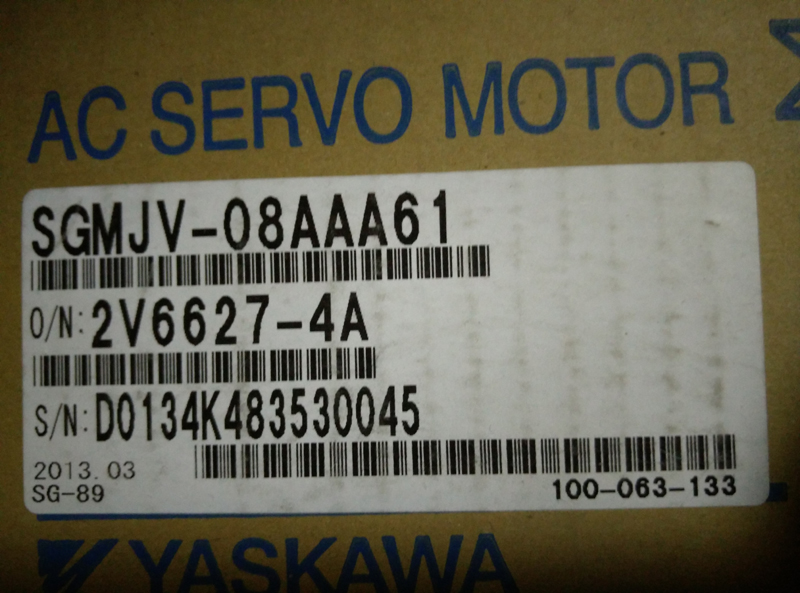 AC SERVO MOTOR Σ
SGMJV-08AAA61
O/N: 2V6627-4A
S/N: D0134K483530045
2013.03
SG-89
100-063-133
YASKAWA